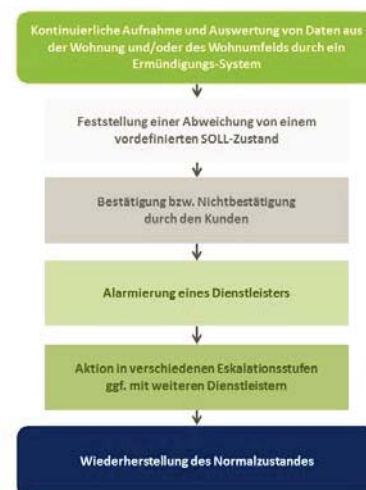 Kontinuierliche Aufnahme und Auswertung von Daten aus
der Wohnung und/oder des Wohnumfelds durch ein
Ermündigungs-System
Feststellung einer Abweichung von einem
vordefinierten SOLL-Zustand
Bestätigung bzw. Nichtbestätigung
durch den Kunden
Alarmierung eines Dienstleisters
Aktion in verschiedenen Eskalationsstufen
ggf. mit weiteren Dienstleistern
Wiederherstellung des Normalzustandes